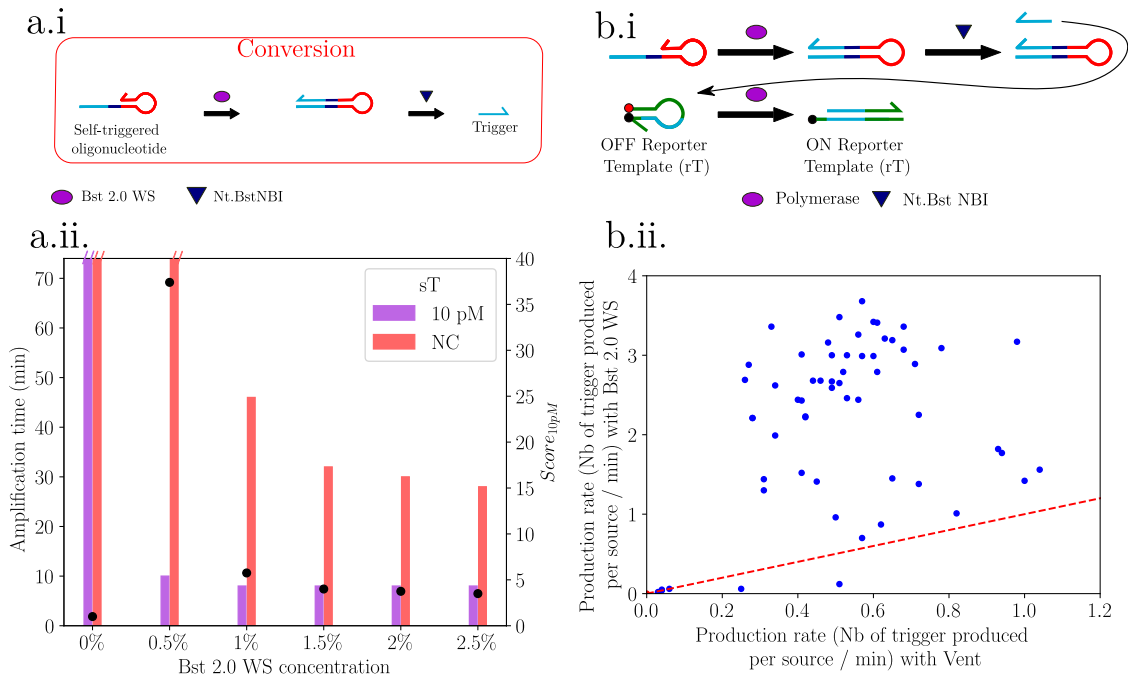 a.i
Conversion
Self-triggered
oligonucleotide
Trigger
Bst 2.0 WS
Nt.BstNBI
b.i
OFF Reporter
Template (rT)
ON Reporter
Template (rT)
Polymerase
Nt.Bst NBI
a.ii.
Amplification time (min)
70
60
50
40
30
20
10
0
sT
10 pM
NC
40
35
30
25
20
15
10
5
0
Score10pM
0%
0.5%
1%
1.5%
2%
2.5%
Bst 2.0 WS concentration
b.ii.
Production rate (Nb of trigger produced
per source / min) with Bst 2.0 WS
4
3
2
1
0
0.0
0.2
0.4
0.6
0.8
1.0
1.2
Production rate (Nb of trigger produced
per source / min) with Vent